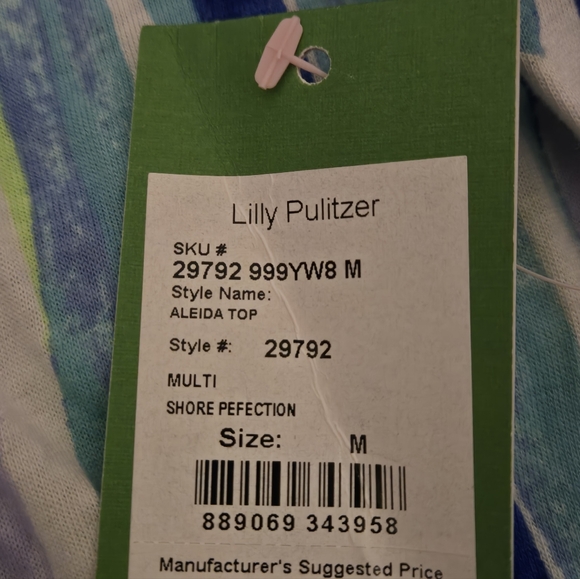 Lilly Pulitzer
SKU #
29792 999YW8 M
Style Name:
ALEIDA TOP
Style #: 29792
MULTI
SHORE PEFECTION
Size: M
889069 343958
Manufacturer's Suggested Price